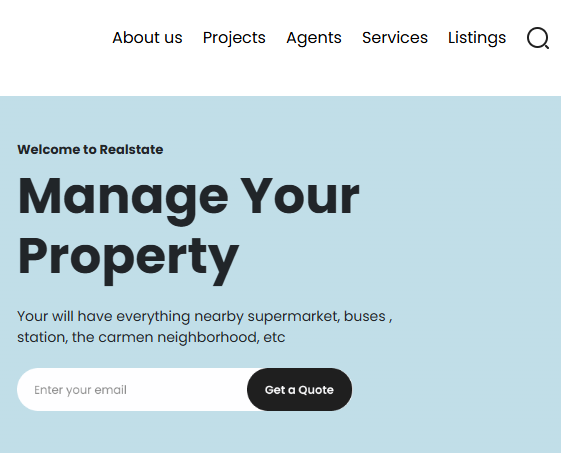 About us Projects Agents Services Listings
Welcome to Realstate
Manage Your
Property
Your will have everything nearby supermarket, buses ,
station, the carmen neighborhood, etc
Enter your email Get a Quote